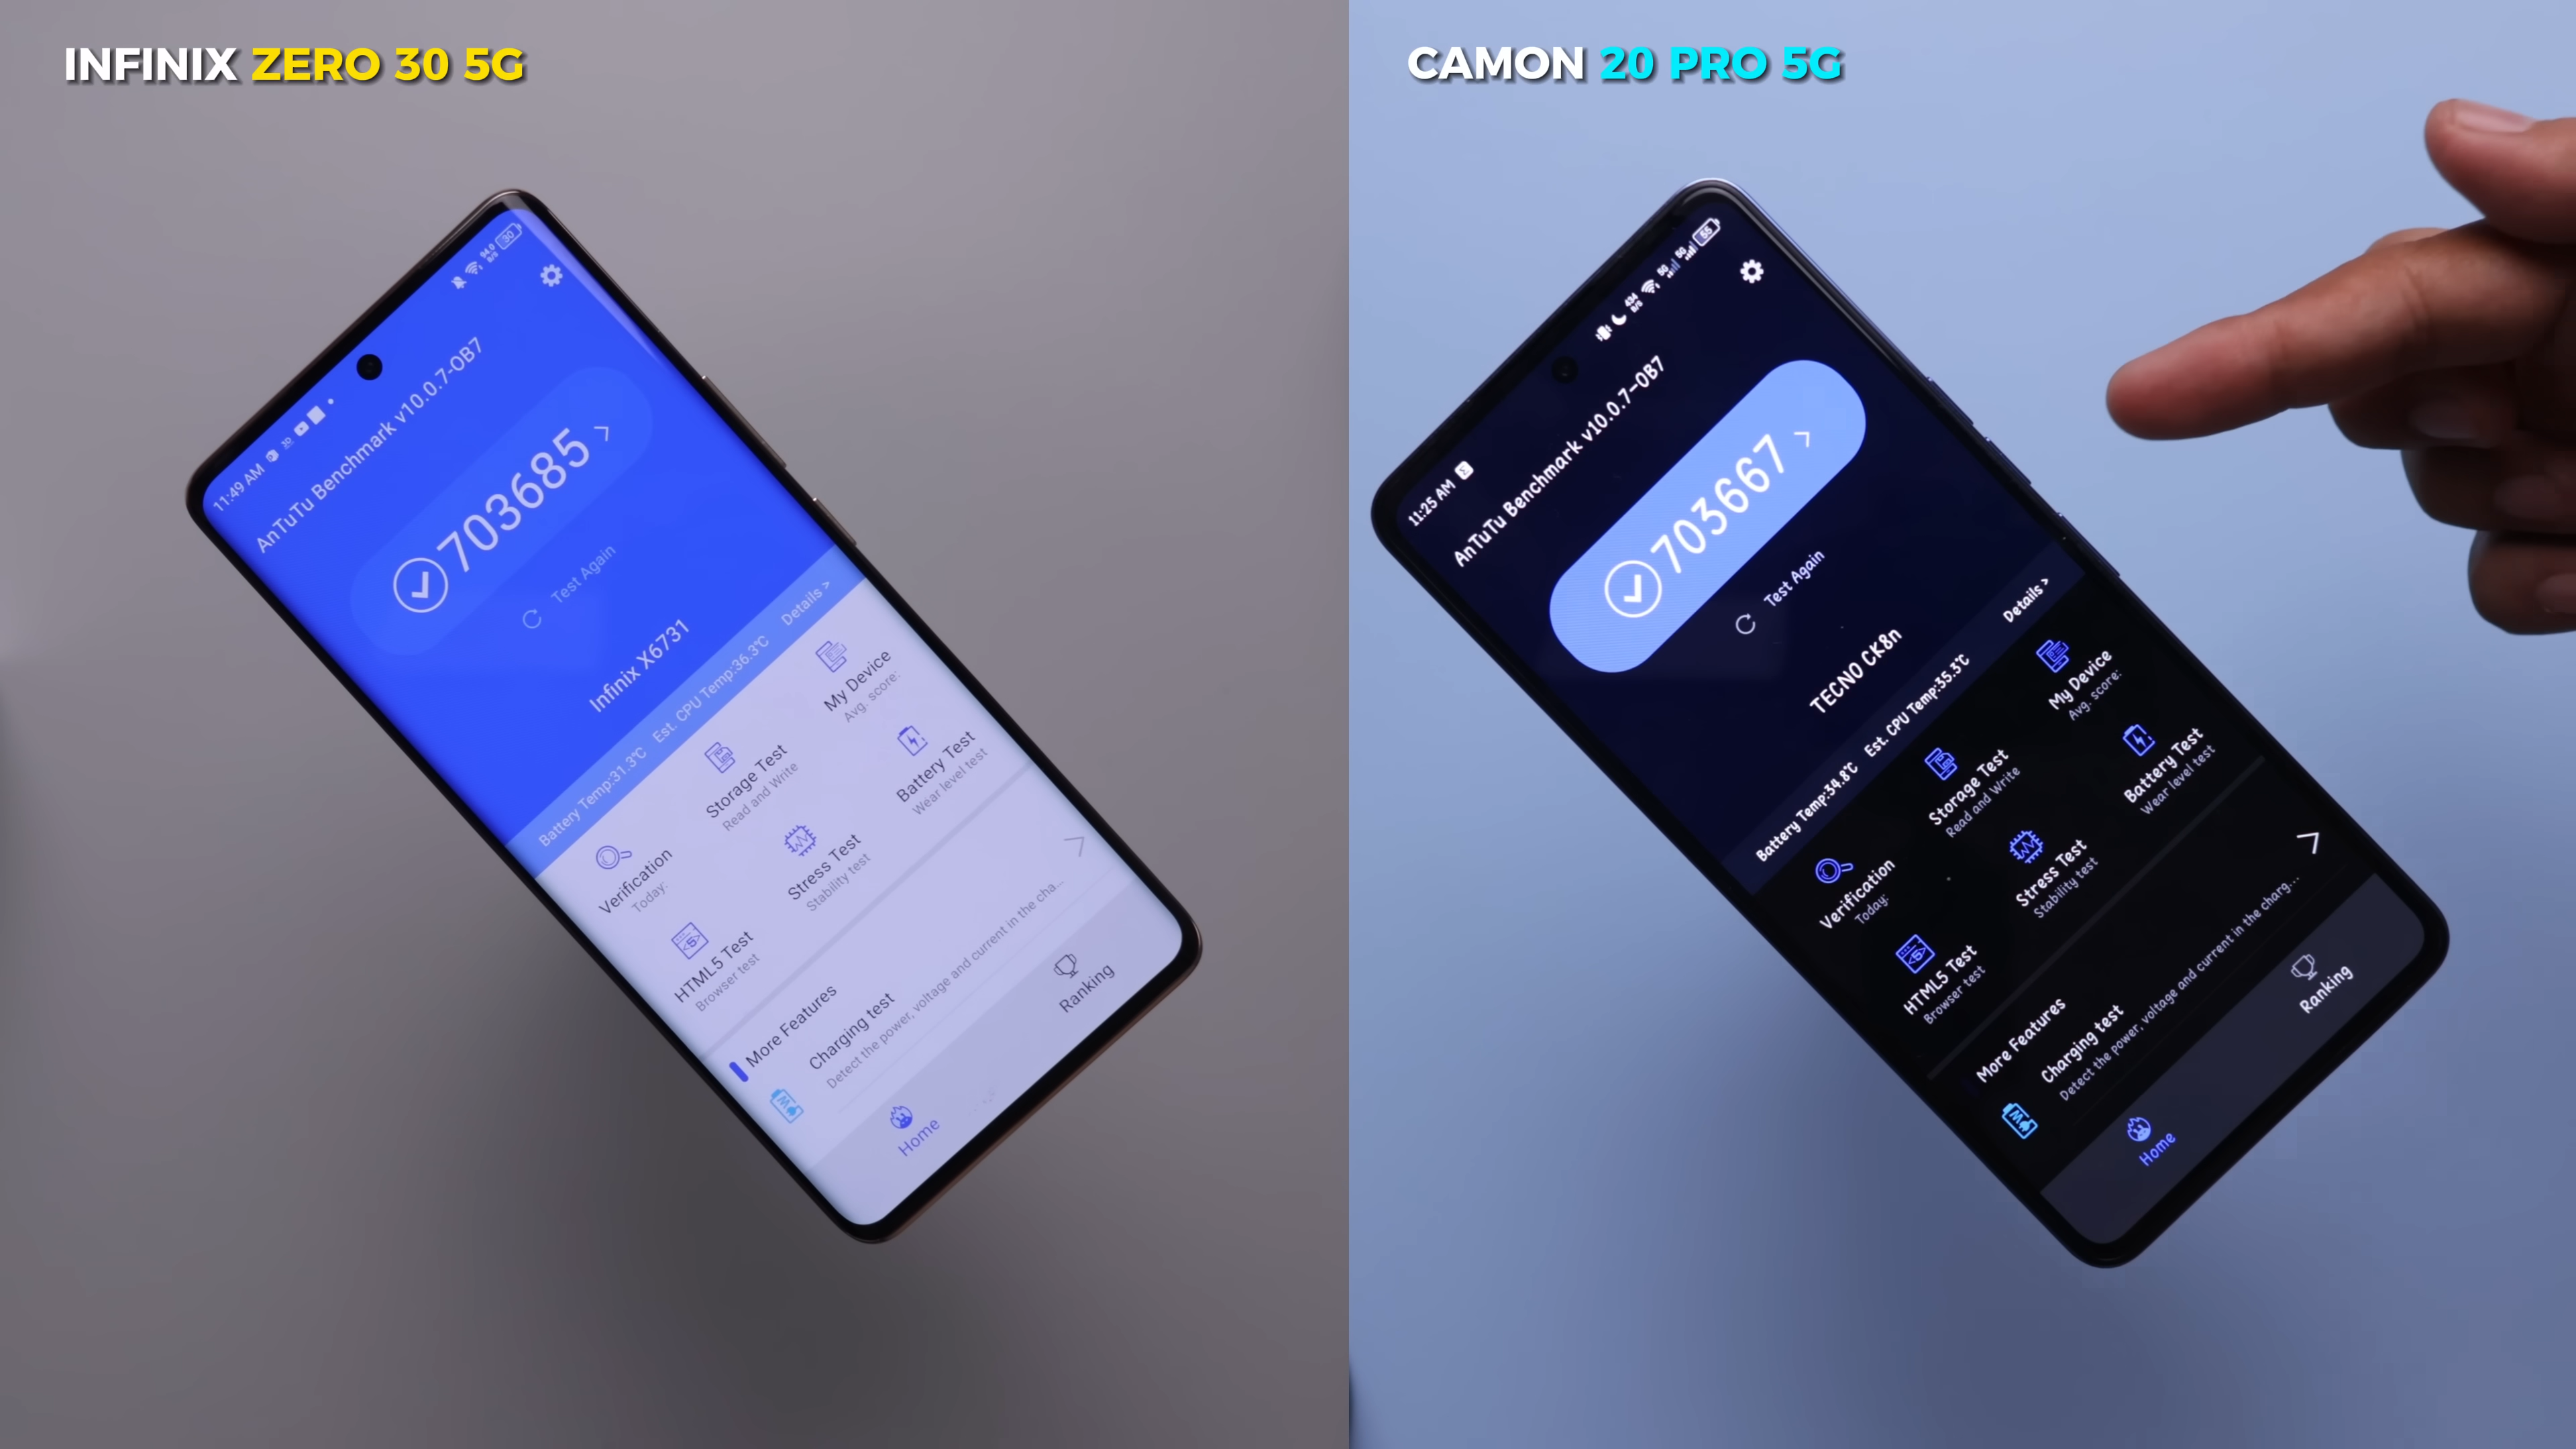 INFINIX ZERO 30 5G
11:49 AM
30
AnTuTu Benchmark v10.0.7-OB7
703685 >
Test Again
Infinix X6731
Battery Temp:31.3℃ Est. CPU Temp:36.3℃ Details >
Verification
Today:
Storage Test
Read and Write
My Device
Avg. score:
HTML5 Test
Browser test
Stress Test
Stability test
Battery Test
Wear level test
More Features
Charging test
Detect the power, voltage and current in the cha...
Home
Ranking
CAMON 20 PRO 5G
11:25 AM
434
B/S
5G
5G
55
AnTuTu Benchmark v10.0.7-OB7
703667 >
Test Again
TECNO CK8n
Battery Temp:34.8℃ Est. CPU Temp:35.3℃ Details >
Verification
Today:
Storage Test
Read and Write
My Device
Avg. score:
HTML5 Test
Browser test
Stress Test
Stability test
Battery Test
Wear level test
More Features
Charging test
Detect the power, voltage and current in the charg...
Home
Ranking